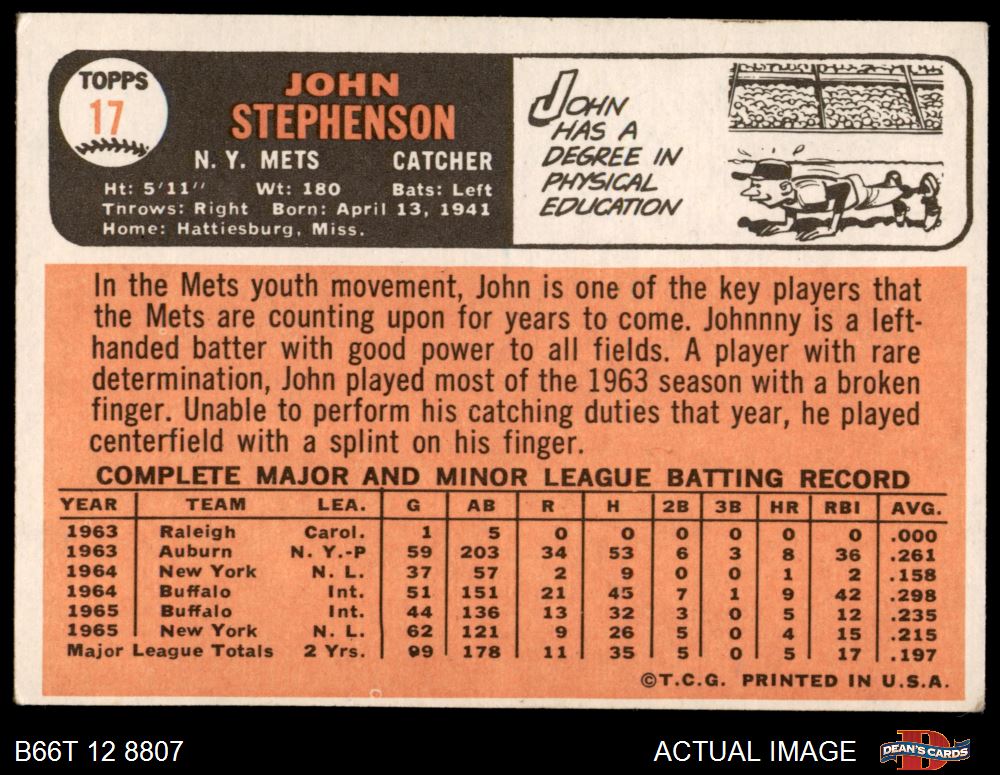 TOPPS
17
JOHN
STEPHENSON
N. Y. METS CATCHER
Ht: 5'11" Wt: 180 Bats: Left
Throws: Right Born: April 13, 1941
Home: Hattiesburg, Miss.
JOHN
HAS A
DEGREE IN
PHYSICAL
EDUCATION
In the Mets youth movement, John is one of the key players that
the Mets are counting upon for years to come. Johnnny is a left-
handed batter with good power to all fields. A player with rare
determination, John played most of the 1963 season with a broken
finger. Unable to perform his catching duties that year, he played
centerfield with a splint on his finger.
COMPLETE MAJOR AND MINOR LEAGUE BATTING RECORD
YEAR TEAM LEA. G AB R H 2B 3B HR RBI AVG.
1963 Raleigh Carol. 1 5 0 0 0 0 0 0 .000
1963 Auburn N. Y.-P 59 203 34 53 6 3 8 36 .261
1964 New York N. L. 37 57 2 9 0 0 1 2 .158
1964 Buffalo Int. 51 151 21 45 7 1 9 42 .298
1965 Buffalo Int. 44 136 13 32 3 0 5 12 .235
1965 New York N. L. 62 121 9 26 5 0 4 15 .215
Major League Totals 2 Yrs. 99 178 11 35 5 0 5 17 .197
©T.C.G. PRINTED IN U.S.A.
B66T 12 8807 ACTUAL IMAGE DEAN'S CARDS